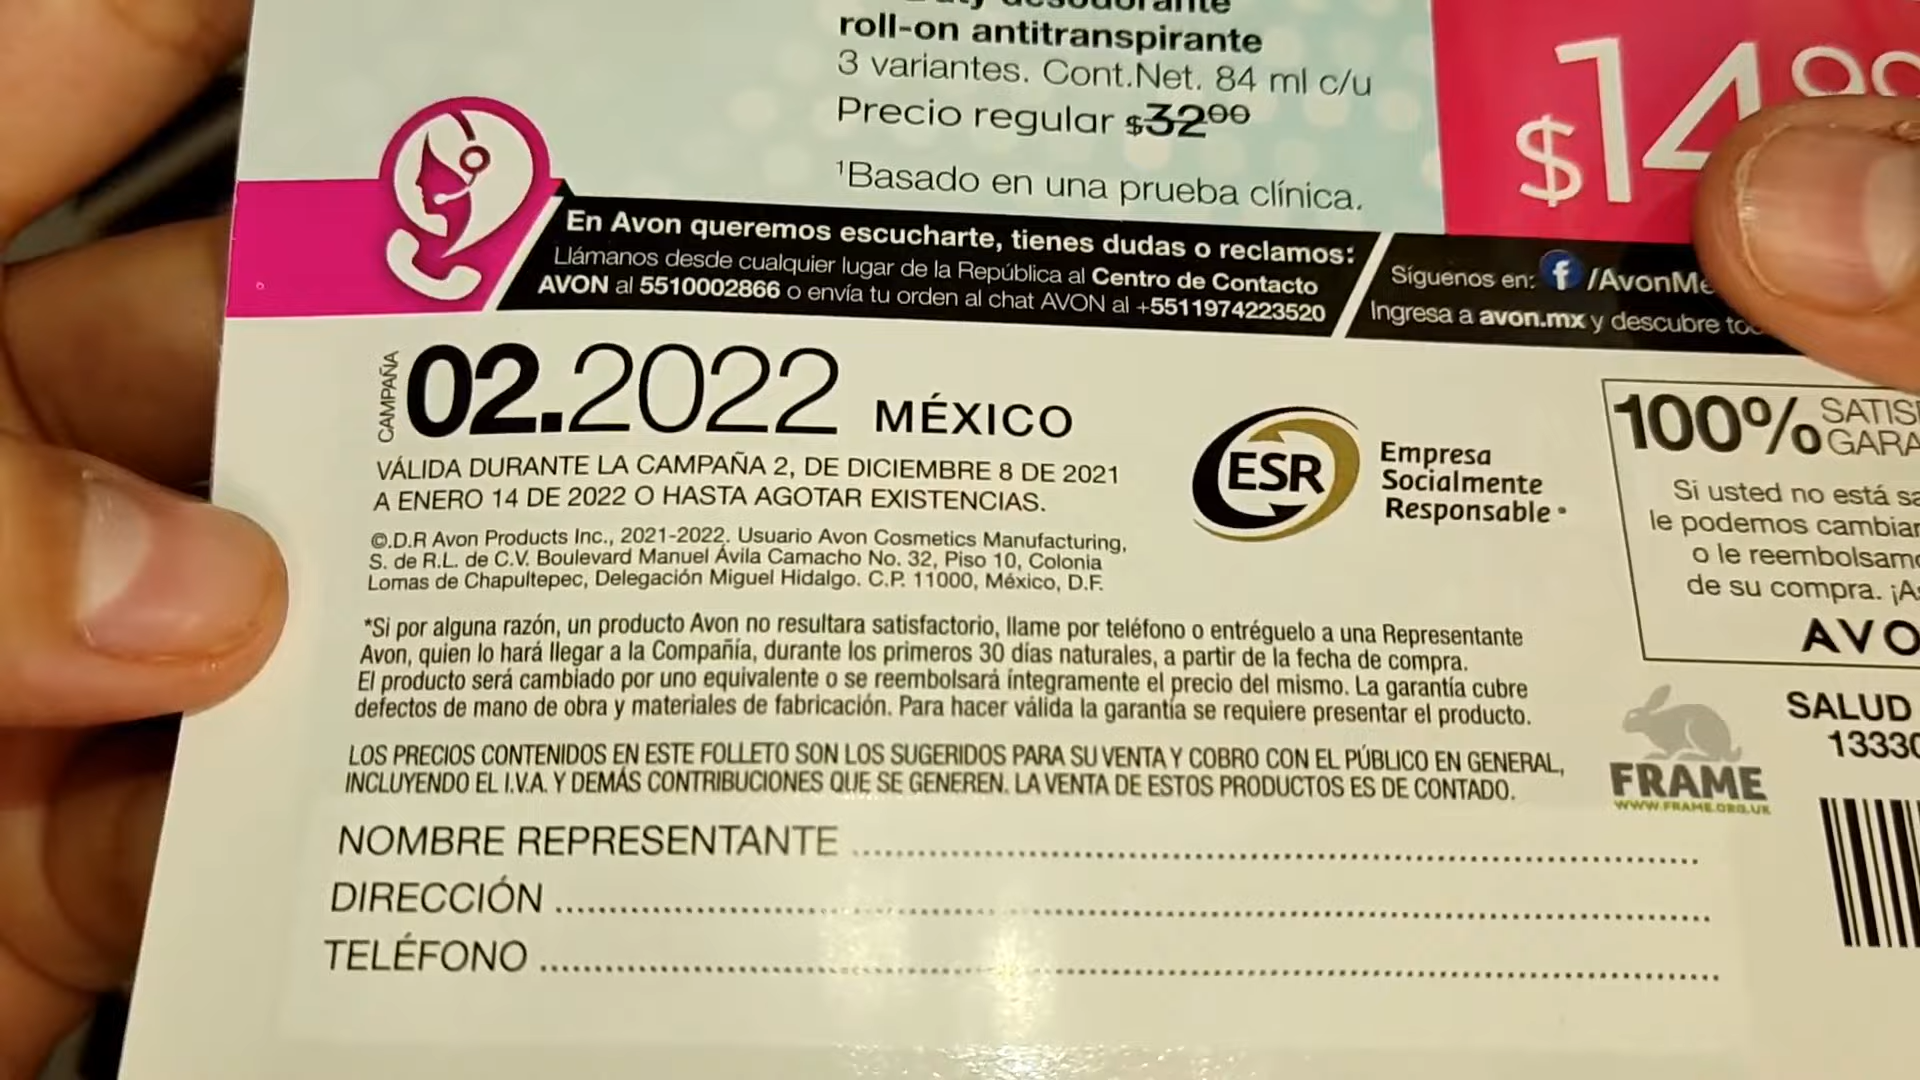 desodorante
roll-on antitranspirante
3 variantes. Cont.Net. 84 ml c/u
Precio regular $32⁰⁰
¹Basado en una prueba clínica.
$14
En Avon queremos escucharte, tienes dudas o reclamos:
Llámanos desde cualquier lugar de la República al Centro de Contacto
AVON al 5510002866 o envía tu orden al chat AVON al +5511974223520
Síguenos en: f /AvonMé
Ingresa a avon.mx y descubre
CAMPAÑA 02.2022 MÉXICO
VÁLIDA DURANTE LA CAMPAÑA 2, DE DICIEMBRE 8 DE 2021
A ENERO 14 DE 2022 O HASTA AGOTAR EXISTENCIAS.
©.D.R Avon Products Inc., 2021-2022. Usuario Avon Cosmetics Manufacturing,
S. de R.L. de C.V. Boulevard Manuel Ávila Camacho No. 32, Piso 10, Colonia
Lomas de Chapultepec, Delegación Miguel Hidalgo. C.P. 11000, México, D.F.
ESR
Empresa
Socialmente
Responsable
100% SATIS
GARA
Si usted no está sa
le podemos cambiar
o le reembolsam
de su compra. ¡A
AVO
*Si por alguna razón, un producto Avon no resultara satisfactorio, llame por teléfono o entréguelo a una Representante
Avon, quien lo hará llegar a la Compañía, durante los primeros 30 días naturales, a partir de la fecha de compra.
El producto será cambiado por uno equivalente o se reembolsará íntegramente el precio del mismo. La garantía cubre
defectos de mano de obra y materiales de fabricación. Para hacer válida la garantía se requiere presentar el producto.
LOS PRECIOS CONTENIDOS EN ESTE FOLLETO SON LOS SUGERIDOS PARA SU VENTA Y COBRO CON EL PÚBLICO EN GENERAL,
INCLUYENDO EL I.V.A. Y DEMÁS CONTRIBUCIONES QUE SE GENEREN. LA VENTA DE ESTOS PRODUCTOS ES DE CONTADO.
FRAME
WWW.FRAME.ORG.UK
SALUD
1333
NOMBRE REPRESENTANTE
DIRECCIÓN
TELÉFONO